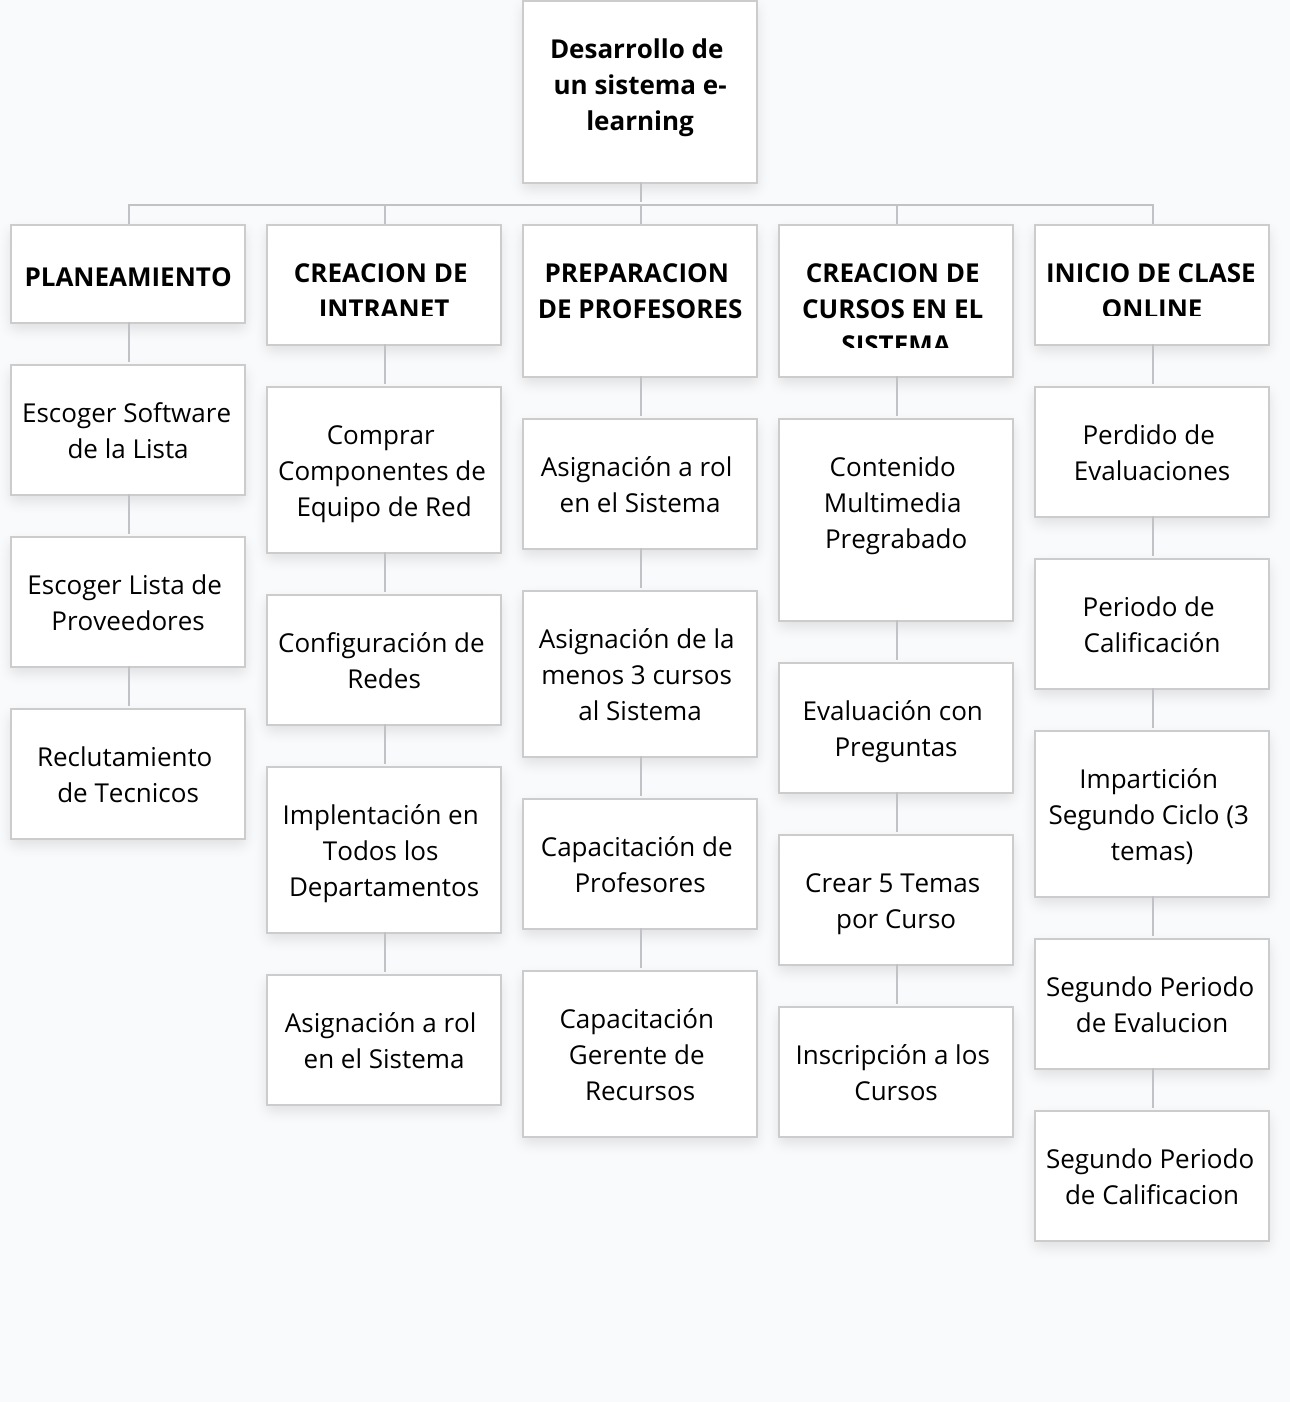 Desarrollo de
un sistema e-
learning
PLANEAMIENTO
Escoger Software
de la Lista
Escoger Lista de
Proveedores
Reclutamiento
de Tecnicos
CREACION DE
INTRANET
Comprar
Componentes de
Equipo de Red
Configuración de
Redes
Implentación en
Todos los
Departamentos
Asignación a rol
en el Sistema
PREPARACION
DE PROFESORES
Asignación a rol
en el Sistema
Asignación de la
menos 3 cursos
al Sistema
Capacitación de
Profesores
Capacitación
Gerente de
Recursos
CREACION DE
CURSOS EN EL
SISTEMA
Contenido
Multimedia
Pregrabado
Evaluación con
Preguntas
Crear 5 Temas
por Curso
Inscripción a los
Cursos
INICIO DE CLASE
ONLINE
Perdido de
Evaluaciones
Periodo de
Calificación
Impartición
Segundo Ciclo (3
temas)
Segundo Periodo
de Evalucion
Segundo Periodo
de Calificacion